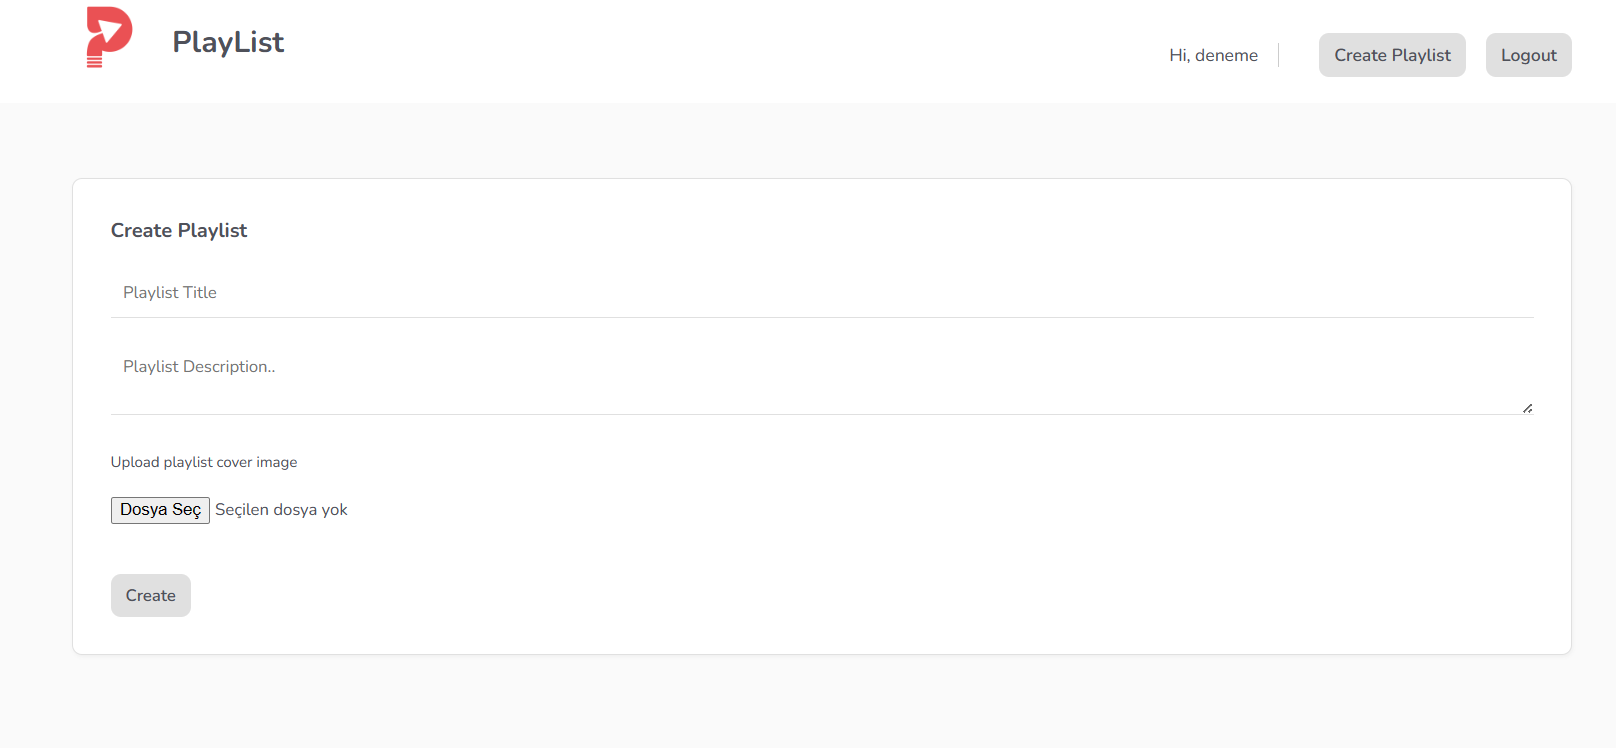 PlayList
Hi, deneme
Create Playlist
Logout
Create Playlist
Playlist Title
Playlist Description..
Upload playlist cover image
Dosya Seç Seçilen dosya yok
Create